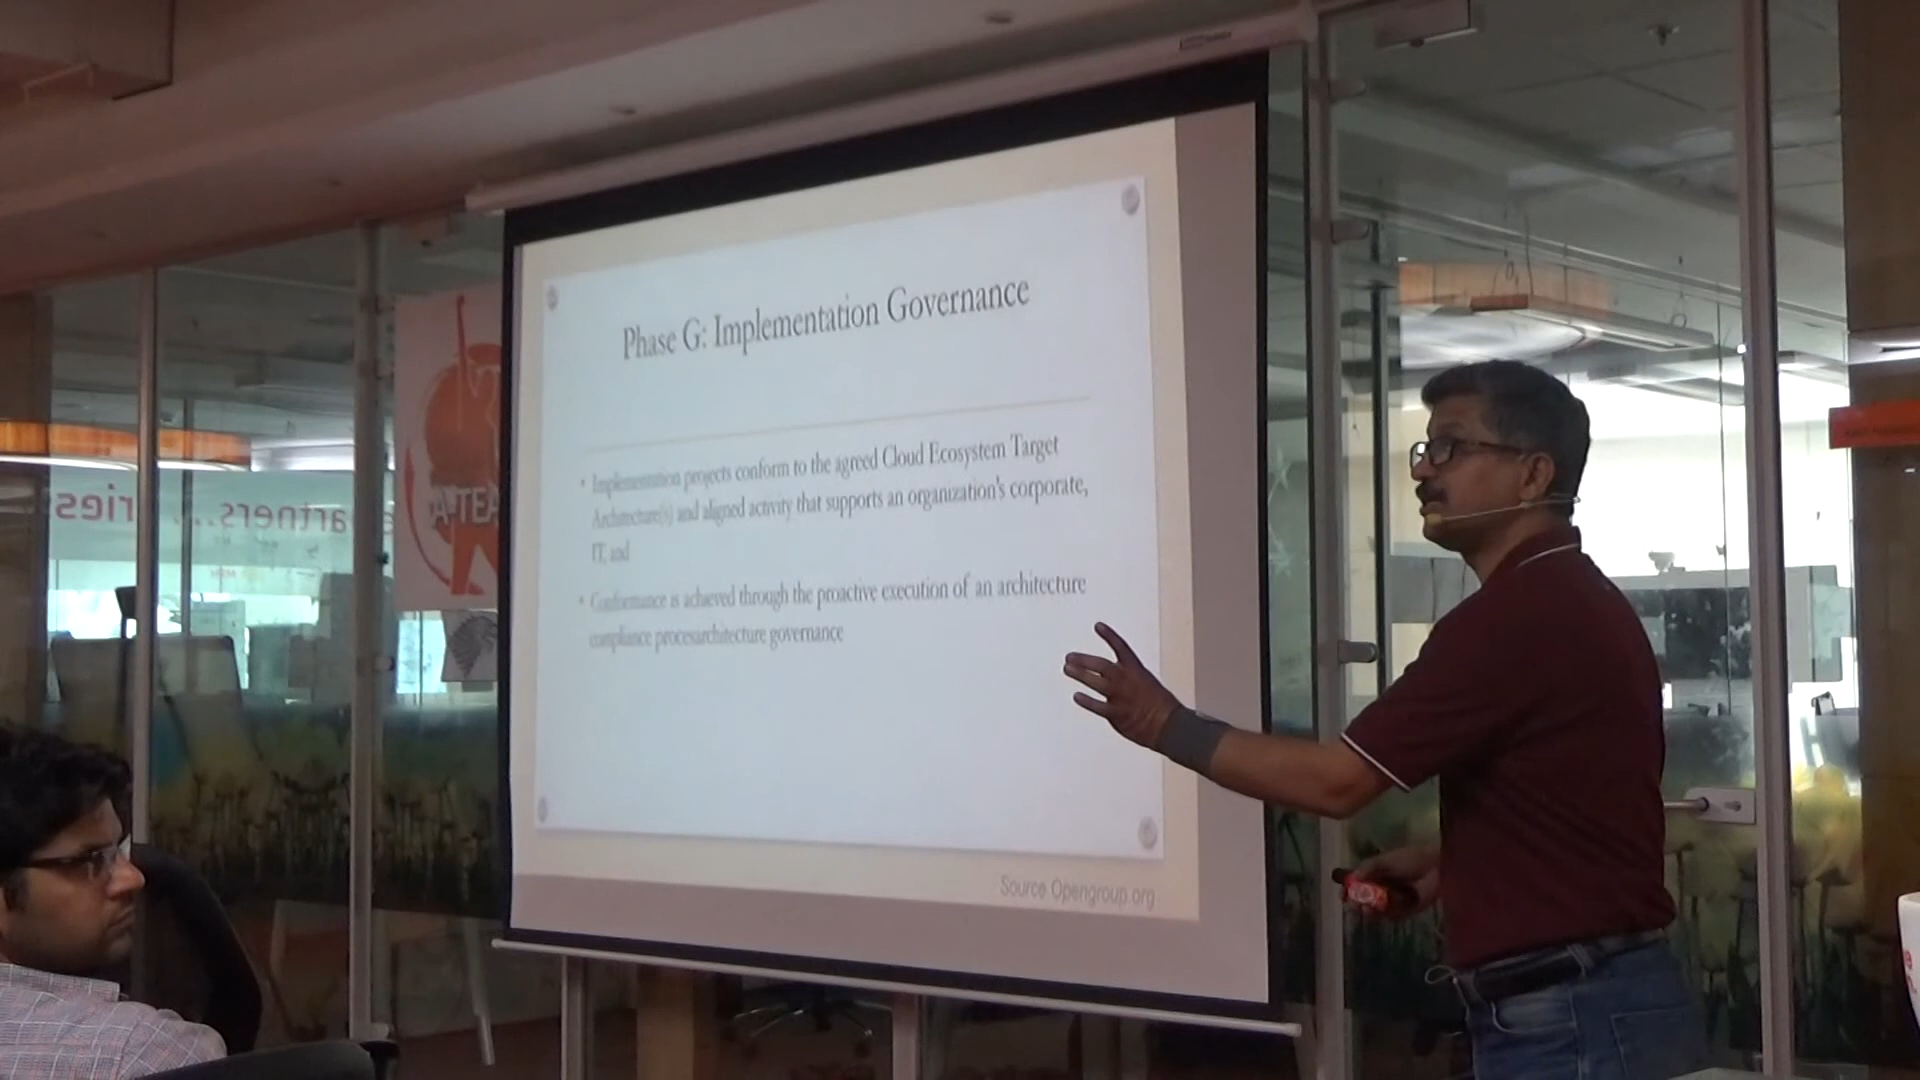 Phase G: Implementation Governance
• Implementation projects conform to the agreed Cloud Ecosystem Target
Architecture(s) and aligned activity that supports an organization's corporate,
IT, and
• Conformance is achieved through the proactive execution of an architecture
compliance procesarchitecture governance
Source Opengroup.org